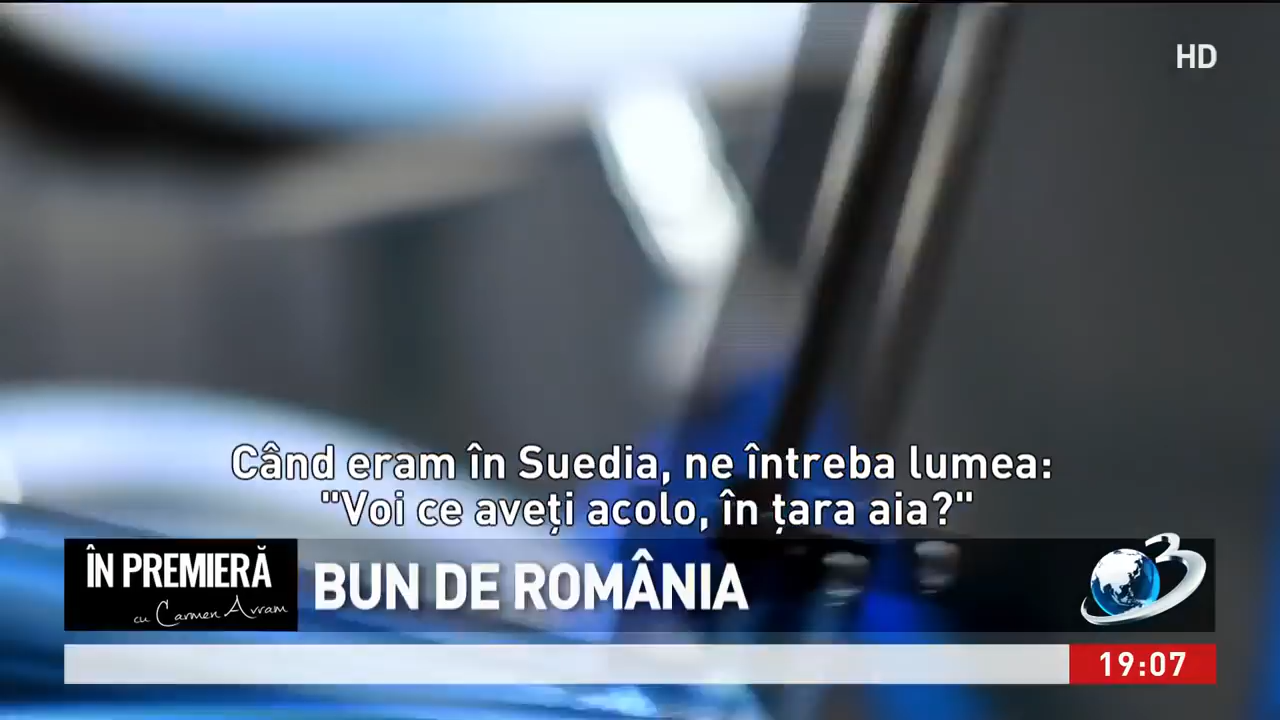 HD
Când eram în Suedia, ne întreba lumea:
"Voi ce aveți acolo, în țara aia?"
ÎN PREMIERĂ
cu Carmen Avram
BUN DE ROMÂNIA
3
19:07